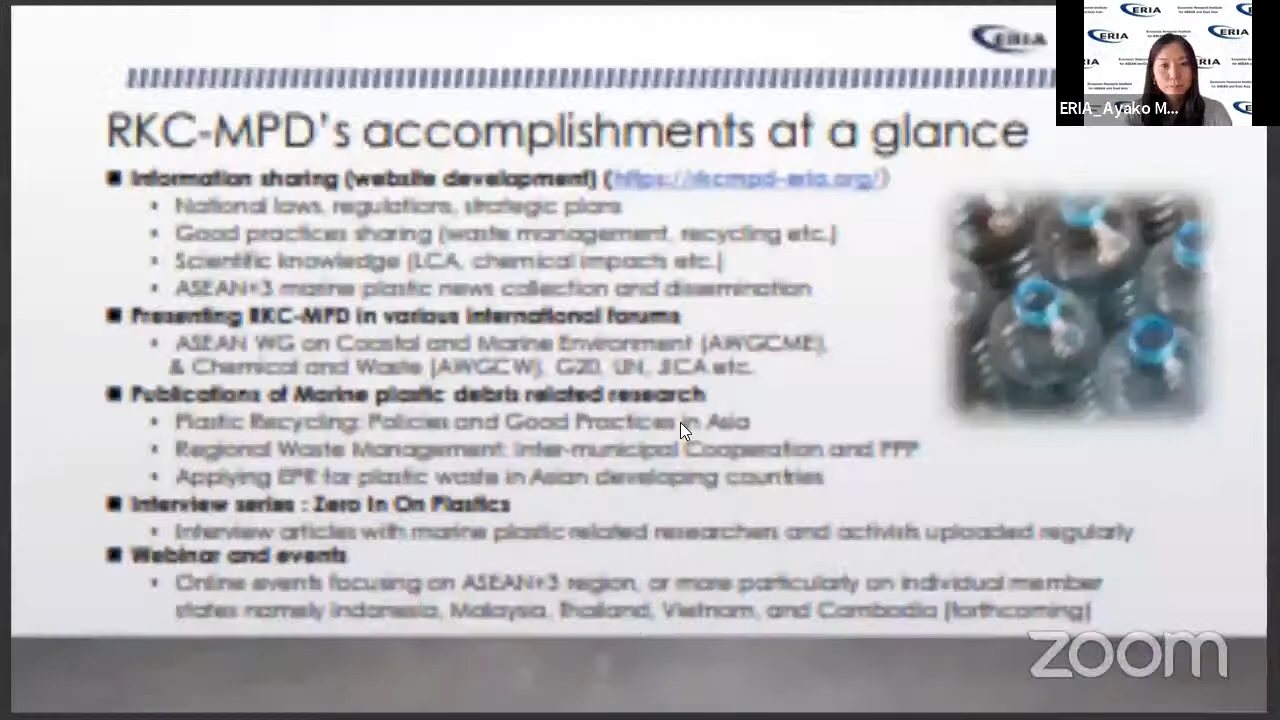 ERIA
RKC-MPD's accomplishments at a glance
■ Information sharing (website development) (https://rkcmpd-eria.org/)
• National laws, regulations, strategic plans
• Good practices sharing (waste management, recycling etc.)
• Scientific knowledge (LCA, chemical impacts etc.)
• ASEAN+3 marine plastic news collection and dissemination
■ Presenting RKC-MPD in various international forums
• ASEAN WG on Coastal and Marine Environment (AWGCME),
& Chemical and Waste (AWGCW), G20, UN, JICA etc.
■ Publications of Marine plastic debris related research
• Plastic Recycling: Policies and Good Practices in Asia
• Regional Waste Management: Inter-municipal Cooperation and PPP
• Applying EPR for plastic waste in Asian developing countries
■ Interview series : Zero In On Plastics
• Interview articles with marine plastic related researchers and activists uploaded regularly
■ Webinar and events
• Online events focusing on ASEAN+3 region, or more particularly on individual member
states namely Indonesia, Malaysia, Thailand, Vietnam, and Cambodia (forthcoming)
ERIA
ERIA
ERIA
ERIA_Ayako M...
zoom